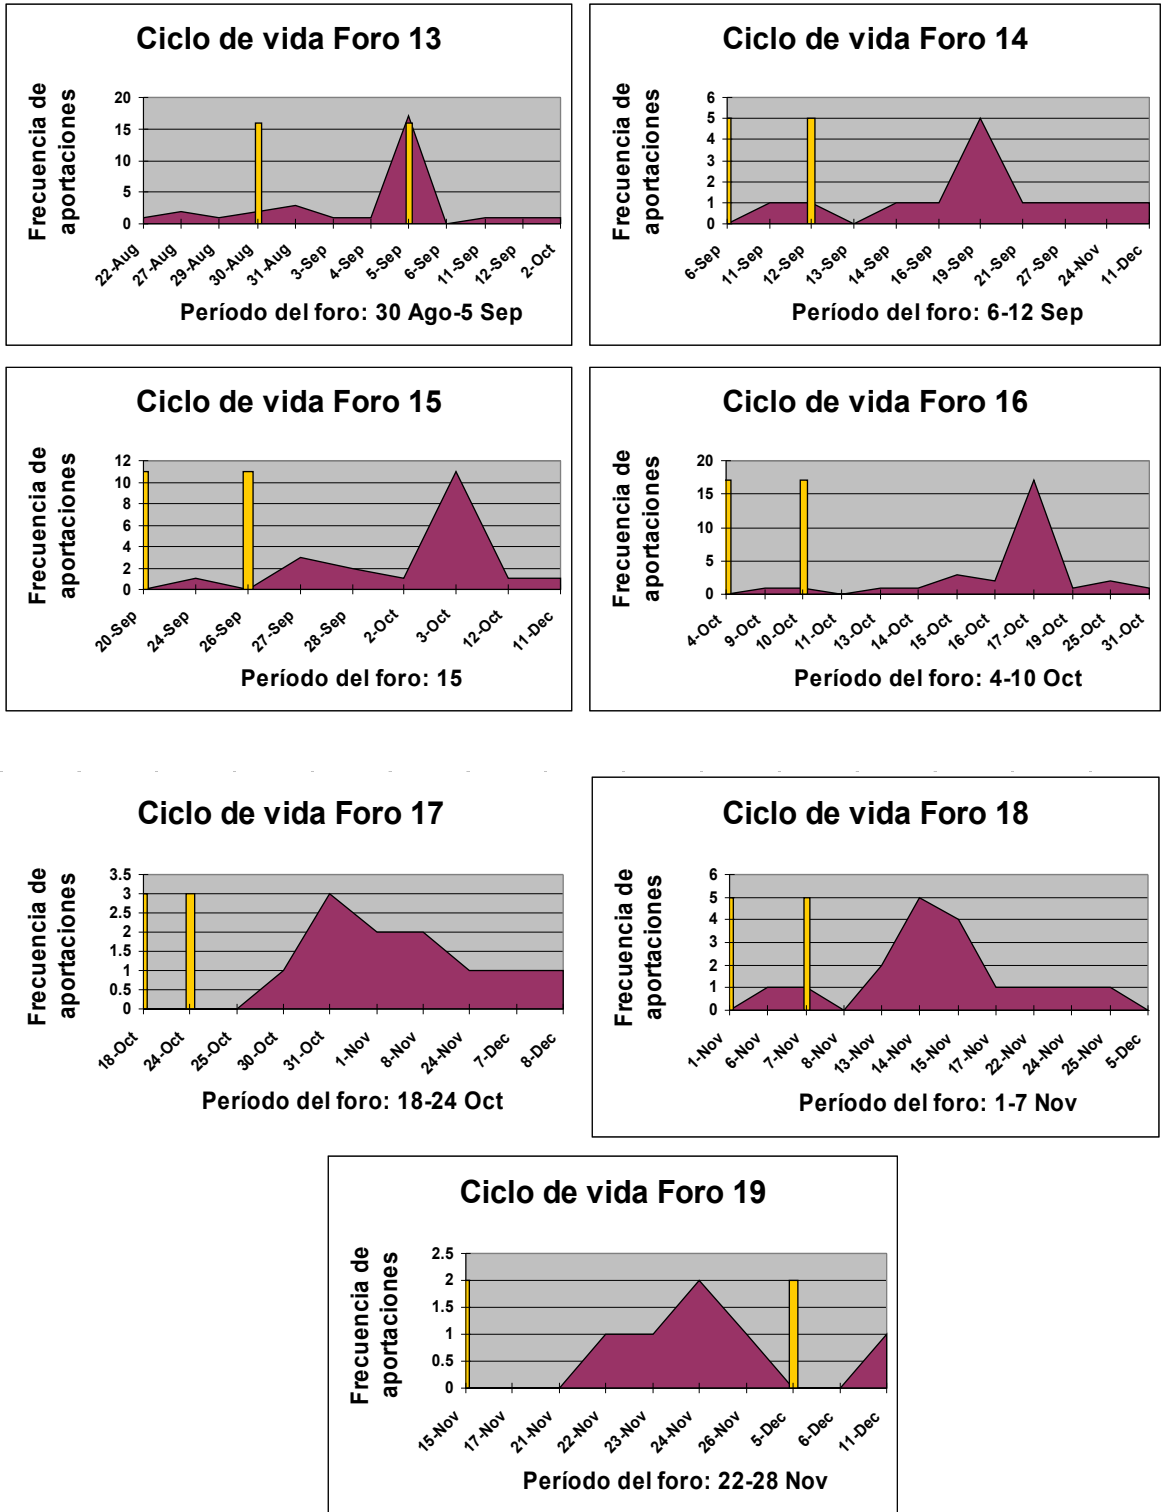 Ciclo de vida Foro 13
Frecuencia de
aportaciones
20
15
10
5
0
22-Aug
27-Aug
29-Aug
30-Aug
31-Aug
3-Sep
4-Sep
5-Sep
6-Sep
11-Sep
12-Sep
2-Oct
Período del foro: 30 Ago-5 Sep
Ciclo de vida Foro 14
Frecuencia de
aportaciones
6
5
4
3
2
1
0
6-Sep
11-Sep
12-Sep
13-Sep
14-Sep
16-Sep
19-Sep
21-Sep
27-Sep
24-Nov
11-Dec
Período del foro: 6-12 Sep
Ciclo de vida Foro 15
Frecuencia de
aportaciones
12
10
8
6
4
2
0
20-Sep
24-Sep
26-Sep
27-Sep
28-Sep
2-Oct
3-Oct
12-Oct
11-Dec
Período del foro: 15
Ciclo de vida Foro 16
Frecuencia de
aportaciones
20
15
10
5
0
4-Oct
9-Oct
10-Oct
11-Oct
13-Oct
14-Oct
15-Oct
16-Oct
17-Oct
19-Oct
25-Oct
31-Oct
Período del foro: 4-10 Oct
Ciclo de vida Foro 17
Frecuencia de
aportaciones
3.5
3
2.5
2
1.5
1
0.5
0
18-Oct
24-Oct
25-Oct
30-Oct
31-Oct
1-Nov
8-Nov
24-Nov
7-Dec
8-Dec
Período del foro: 18-24 Oct
Ciclo de vida Foro 18
Frecuencia de
aportaciones
6
5
4
3
2
1
0
1-Nov
6-Nov
7-Nov
8-Nov
13-Nov
14-Nov
15-Nov
17-Nov
22-Nov
24-Nov
25-Nov
5-Dec
Período del foro: 1-7 Nov
Ciclo de vida Foro 19
Frecuencia de
aportaciones
2.5
2
1.5
1
0.5
0
15-Nov
17-Nov
21-Nov
22-Nov
23-Nov
24-Nov
26-Nov
5-Dec
6-Dec
11-Dec
Período del foro: 22-28 Nov